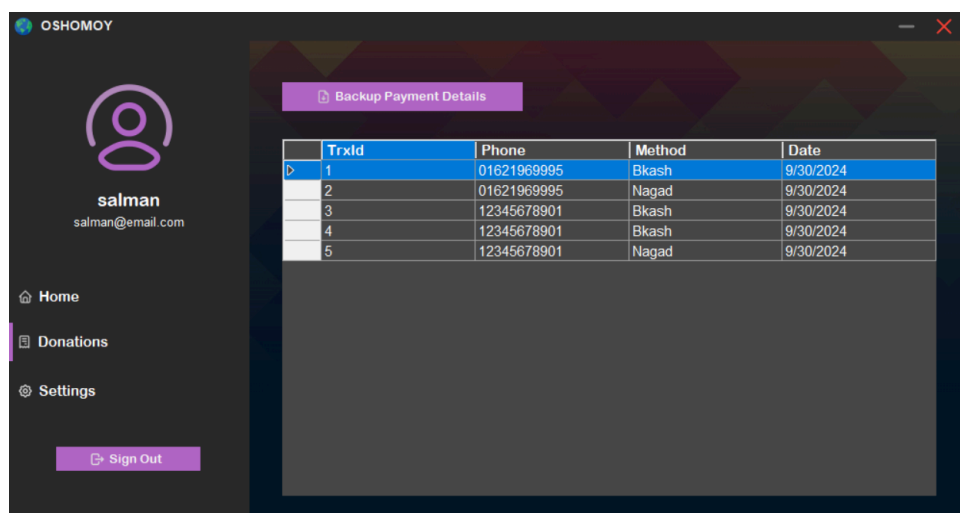 OSHOMOY
salman
salman@email.com
Home
Donations
Settings
Sign Out
Backup Payment Details
TrxId Phone Method Date
1 01621969995 Bkash 9/30/2024
2 01621969995 Nagad 9/30/2024
3 12345678901 Bkash 9/30/2024
4 12345678901 Bkash 9/30/2024
5 12345678901 Nagad 9/30/2024